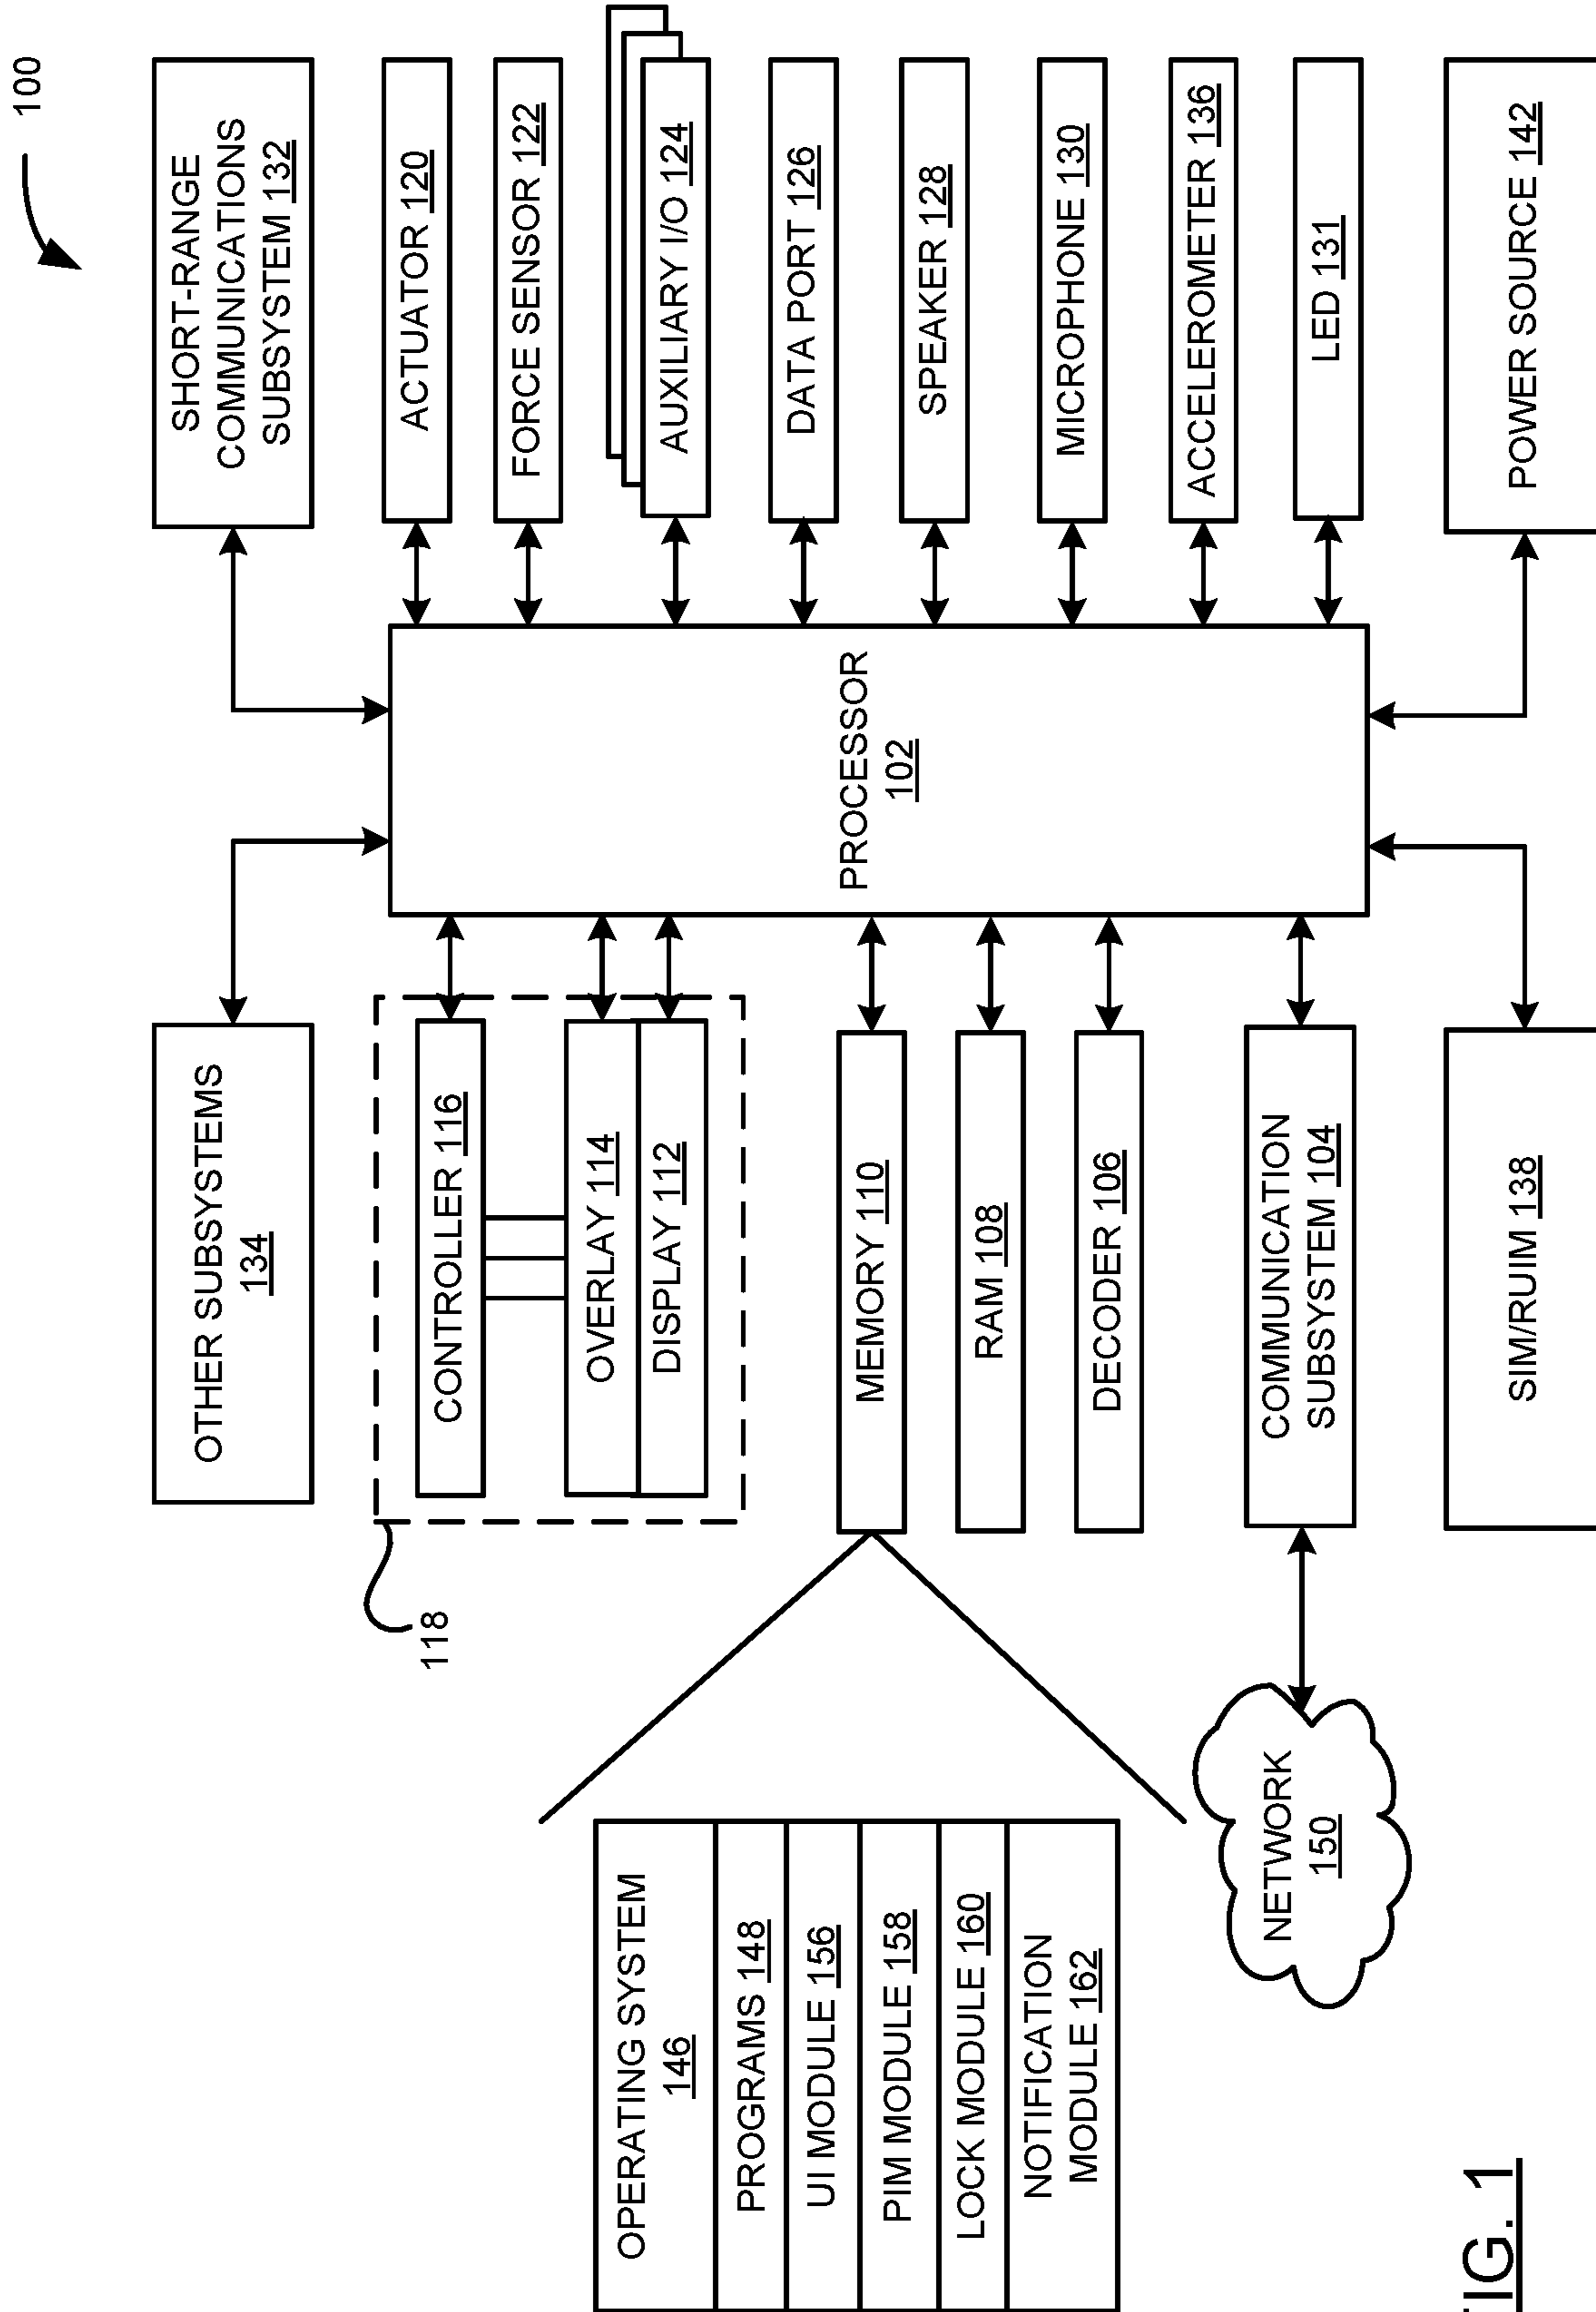 100
OTHER SUBSYSTEMS
134
SHORT-RANGE
COMMUNICATIONS
SUBSYSTEM 132
118
CONTROLLER 116
OVERLAY 114
DISPLAY 112
PROCESSOR
102
ACTUATOR 120
FORCE SENSOR 122
AUXILIARY I/O 124
DATA PORT 126
SPEAKER 128
MICROPHONE 130
ACCELEROMETER 136
LED 131
OPERATING SYSTEM
146
PROGRAMS 148
UI MODULE 156
PIM MODULE 158
LOCK MODULE 160
NOTIFICATION
MODULE 162
MEMORY 110
RAM 108
DECODER 106
NETWORK
150
COMMUNICATION
SUBSYSTEM 104
SIM/RUIM 138
POWER SOURCE 142
FIG. 1